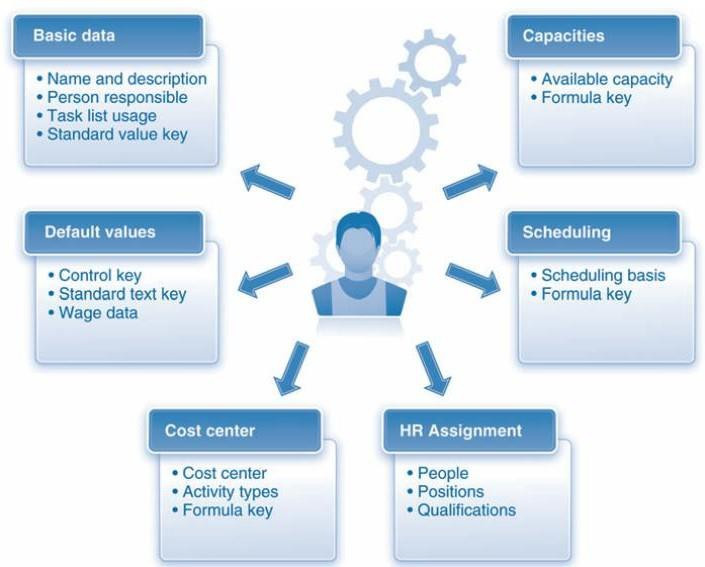 Basic data
• Name and description
• Person responsible
• Task list usage
• Standard value key
Capacities
• Available capacity
• Formula key
Default values
• Control key
• Standard text key
• Wage data
Scheduling
• Scheduling basis
• Formula key
Cost center
• Cost center
• Activity types
• Formula key
HR Assignment
• People
• Positions
• Qualifications